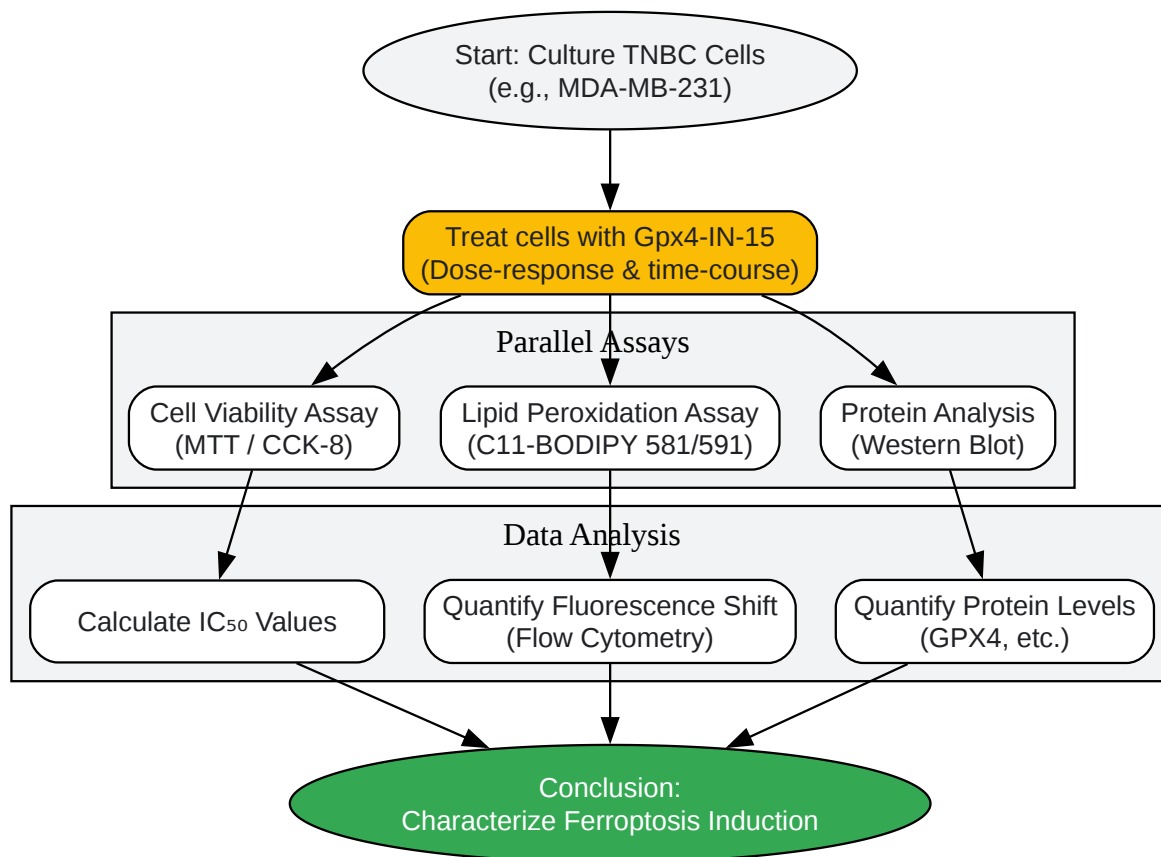 Start: Culture TNBC Cells
(e.g., MDA-MB-231)
Treat cells with Gpx4-IN-15
(Dose-response & time-course)
Parallel Assays
Cell Viability Assay
(MTT / CCK-8)
Lipid Peroxidation Assay
(C11-BODIPY 581/591)
Protein Analysis
(Western Blot)
Data Analysis
Calculate IC₅₀ Values
Quantify Fluorescence Shift
(Flow Cytometry)
Quantify Protein Levels
(GPX4, etc.)
Conclusion:
Characterize Ferroptosis Induction